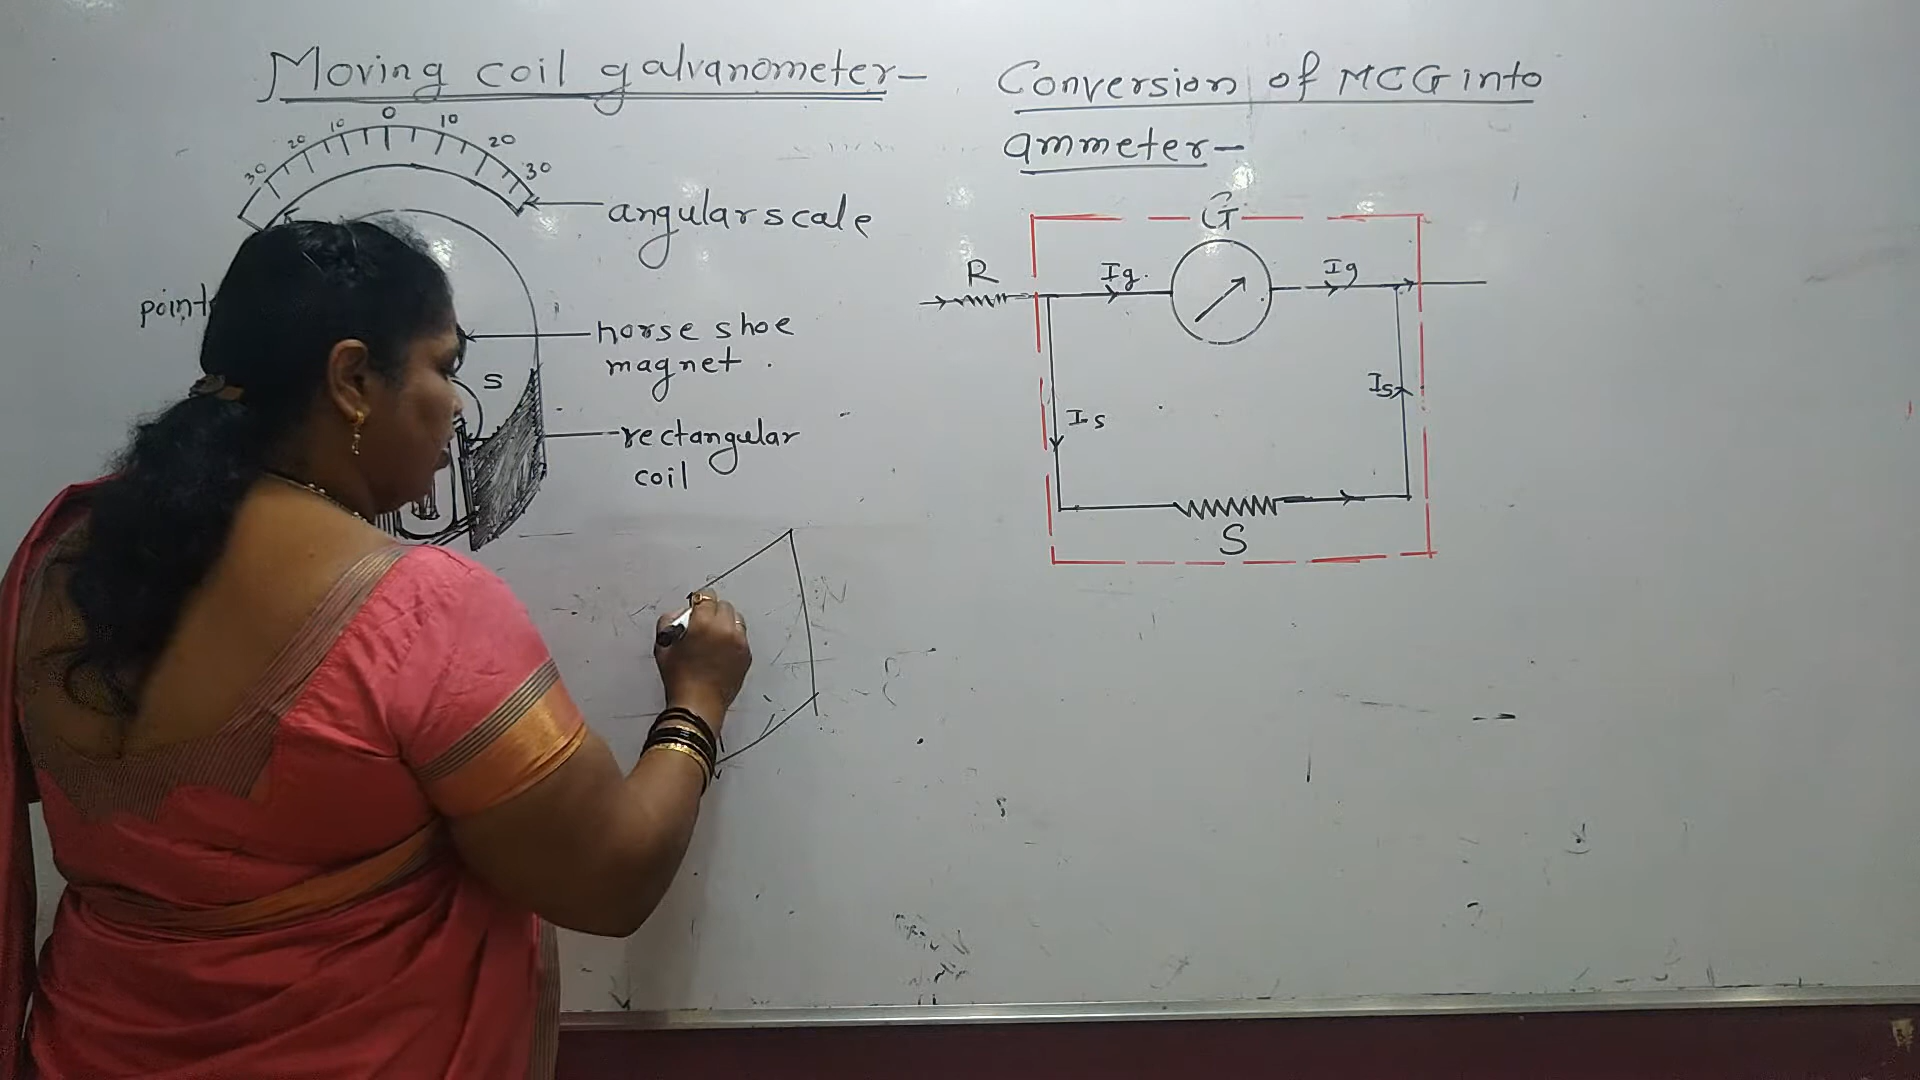 Moving coil galvanometer-
30 20 10 0 10 20 30
angular scale
horse shoe
magnet.
S
rectangular
coil
Conversion of MCG into
ammeter-
G
R
Ig.
Ig
Is
Is
S